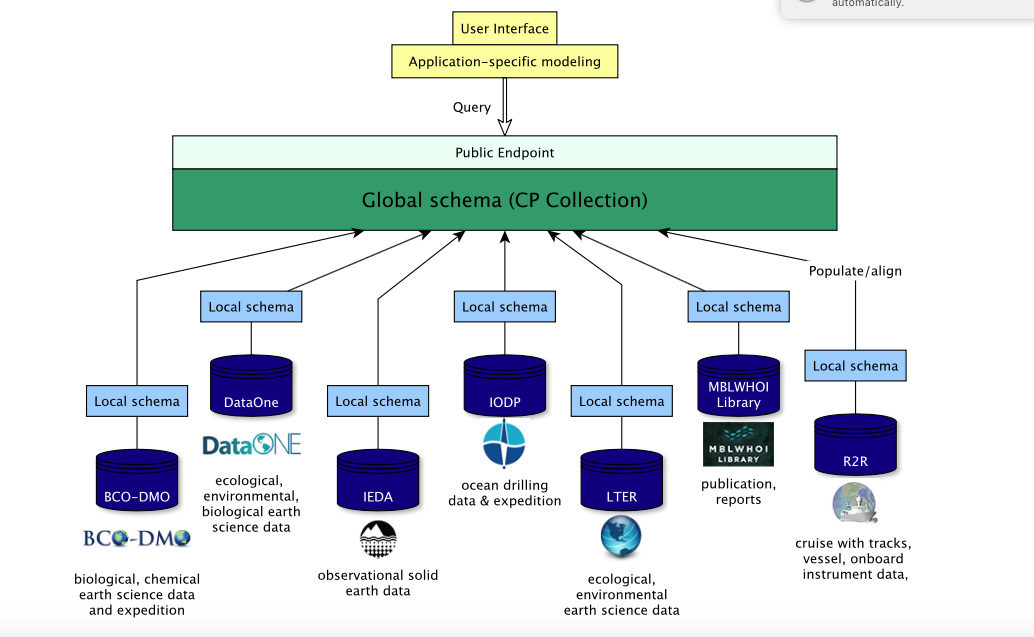 automatically.
User Interface
Application-specific modeling
Query
Public Endpoint
Global schema (CP Collection)
Populate/align
Local schema
Local schema
Local schema
Local schema
Local schema
Local schema
Local schema
DataOne
DataONE
ecological,
environmental,
biological earth
science data
IODP
ocean drilling
data & expedition
MBLWHOI
Library
MBLWHOI
LIBRARY
publication,
reports
R2R
cruise with tracks,
vessel, onboard
instrument data,
BCO-DMO
BCO-DMO
biological, chemical
earth science data
and expedition
IEDA
observational solid
earth data
LTER
ecological,
environmental
earth science data